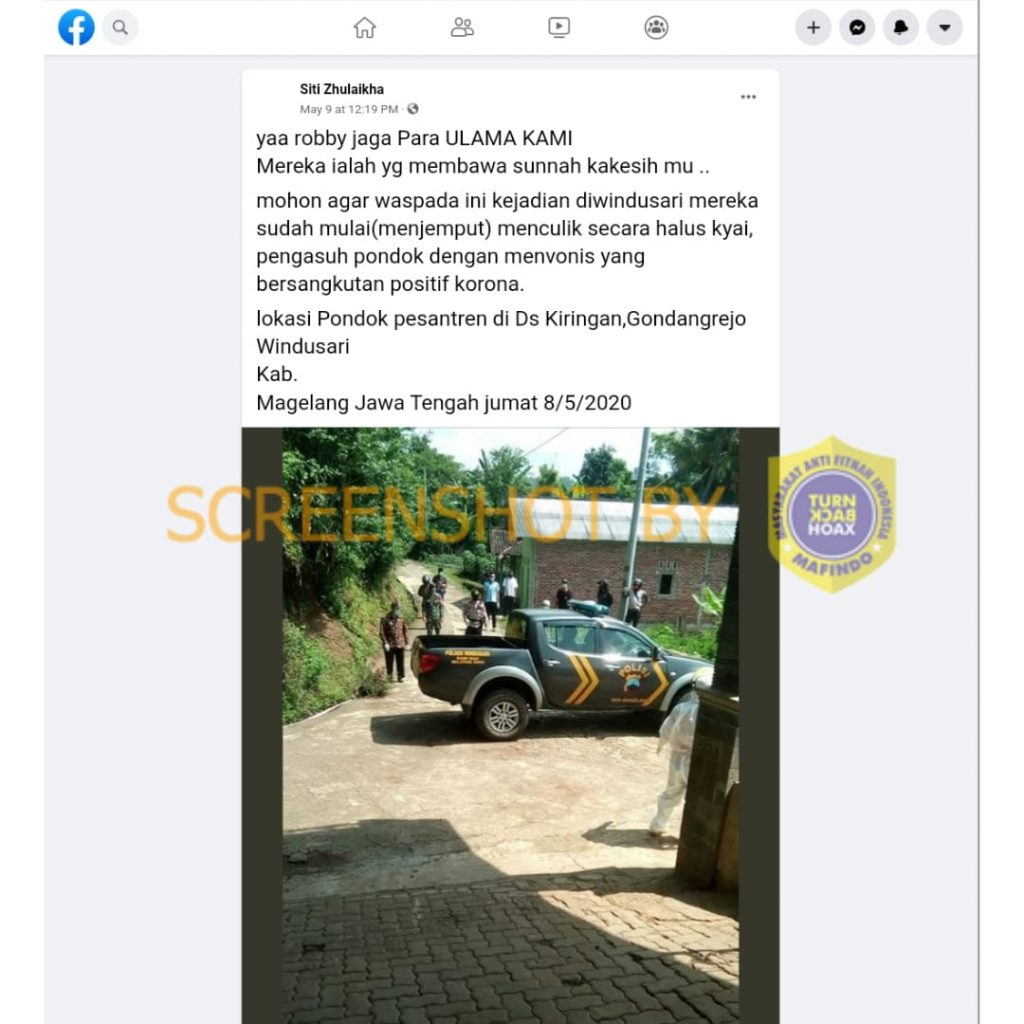 Siti Zhulaikha
May 9 at 12:19 PM ·
yaa robby jaga Para ULAMA KAMI
Mereka ialah yg membawa sunnah kakesih mu ..
mohon agar waspada ini kejadian diwindusari mereka
sudah mulai(menjemput) menculik secara halus kyai,
pengasuh pondok dengan menvonis yang
bersangkutan positif korona.
lokasi Pondok pesantren di Ds Kiringan,Gondangrejo
Windusari
Kab.
Magelang Jawa Tengah jumat 8/5/2020
SCREENSHOT BY
MASYARAKAT ANTI FITNAH INDONESIA
TURN
BACK
HOAX
MAFINDO
POLSEK WINDUSARI
POLISI